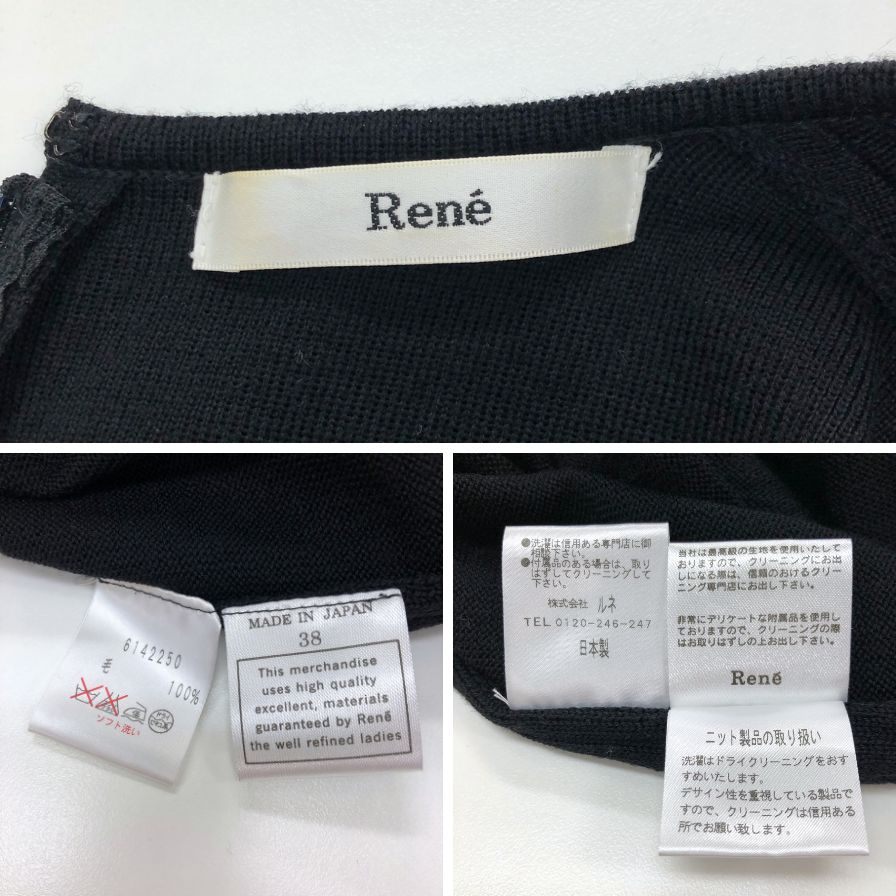 René
6142250
毛
100%
ソフト洗い
MADE IN JAPAN
38
This merchandise
uses high quality
excellent, materials
guaranteed by René
the well refined ladies
●洗濯は信用ある専門店に御
相談下さい。
●付属品のある場合は、取り
はずしてクリーニングして
下さい。
株式会社 ルネ
TEL 0120-246-247
日本製
当社は最高級の生地を使用いたして
おりますので、クリーニングにお出
しになる際は、信頼のおけるクリー
ニング専門店にお出し下さい。
非常にデリケートな付属品を使用し
ておりますので、クリーニングの際
はお取りはずしの上お出し下さい。
René
ニット製品の取り扱い
洗濯はドライクリーニングをおす
すめいたします。
デザイン性を重視している製品で
すので、クリーニングは信用ある
所でお願い致します。